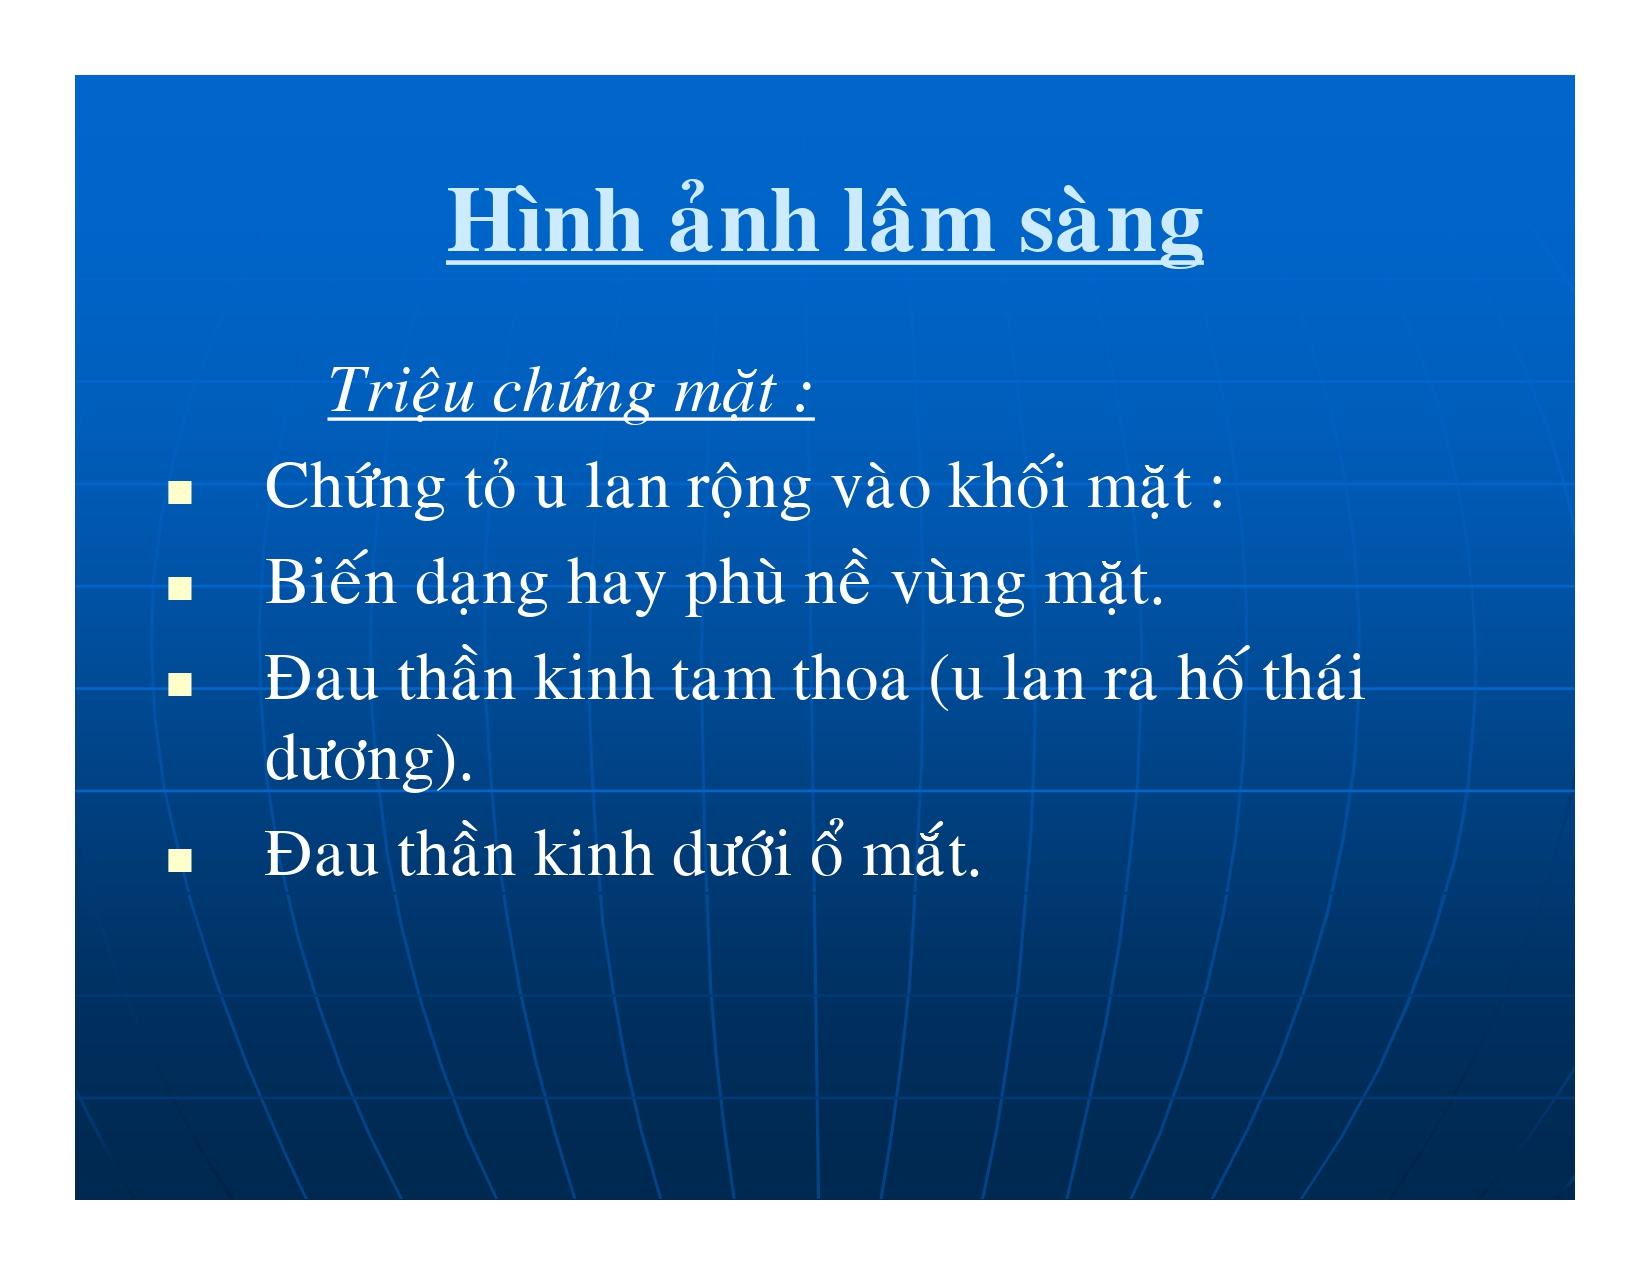 Hình ảnh lâm sàng
Triệu chứng mặt :
Chứng tỏ u lan rộng vào khối mặt :
Biến dạng hay phù nề vùng mặt.
Đau thần kinh tam thoa (u lan ra hố thái
dương).
Đau thần kinh dưới ổ mắt.